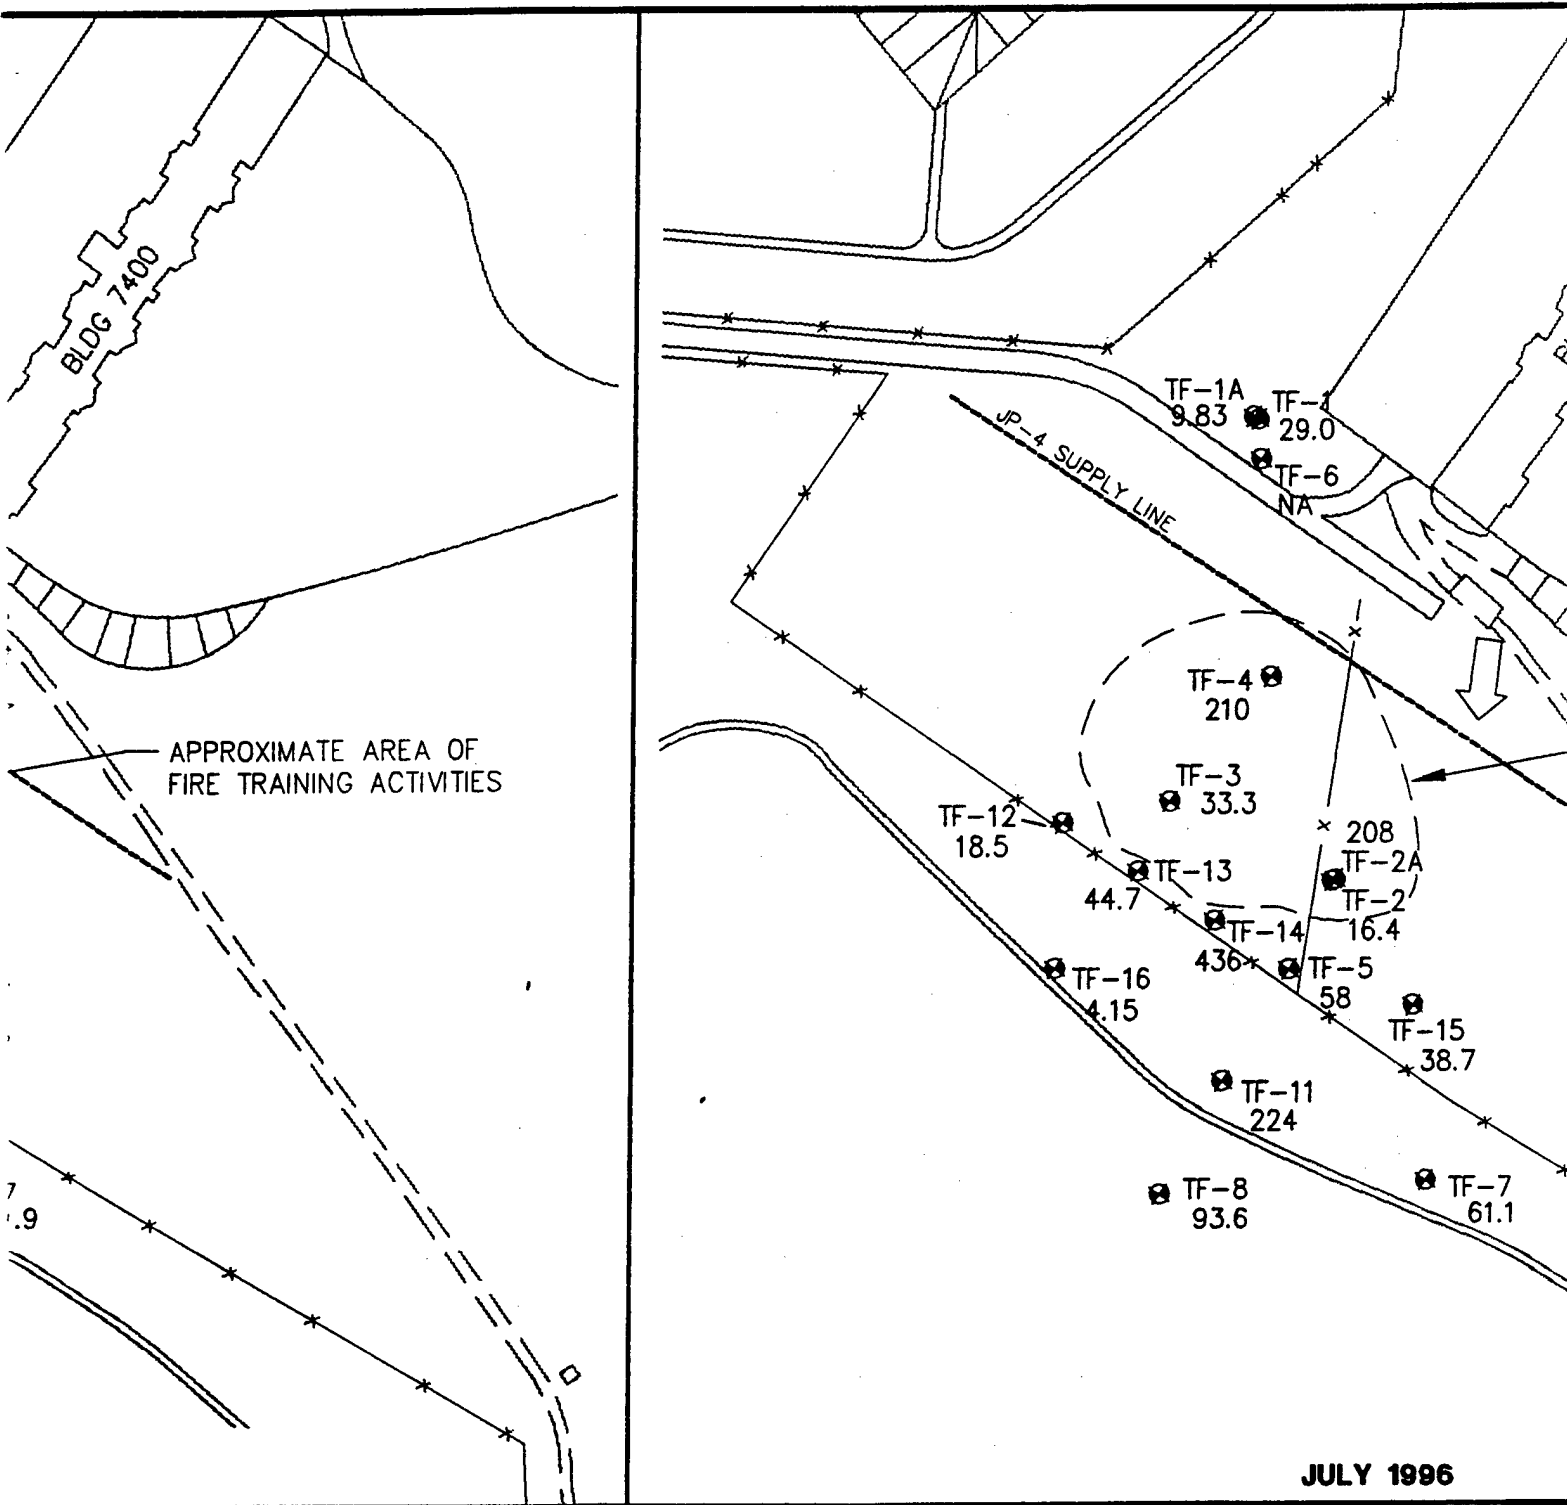 BLDG 7400
APPROXIMATE AREA OF
FIRE TRAINING ACTIVITIES
7
.9
TF-1A
9.83
TF-1
29.0
TF-6
NA
JP-4 SUPPLY LINE
TF-4
210
TF-3
33.3
TF-12
18.5
208
TF-2A
TF-2
16.4
TF-13
44.7
TF-14
436
TF-5
58
TF-16
4.15
TF-15
38.7
TF-11
224
TF-8
93.6
TF-7
61.1
JULY 1996